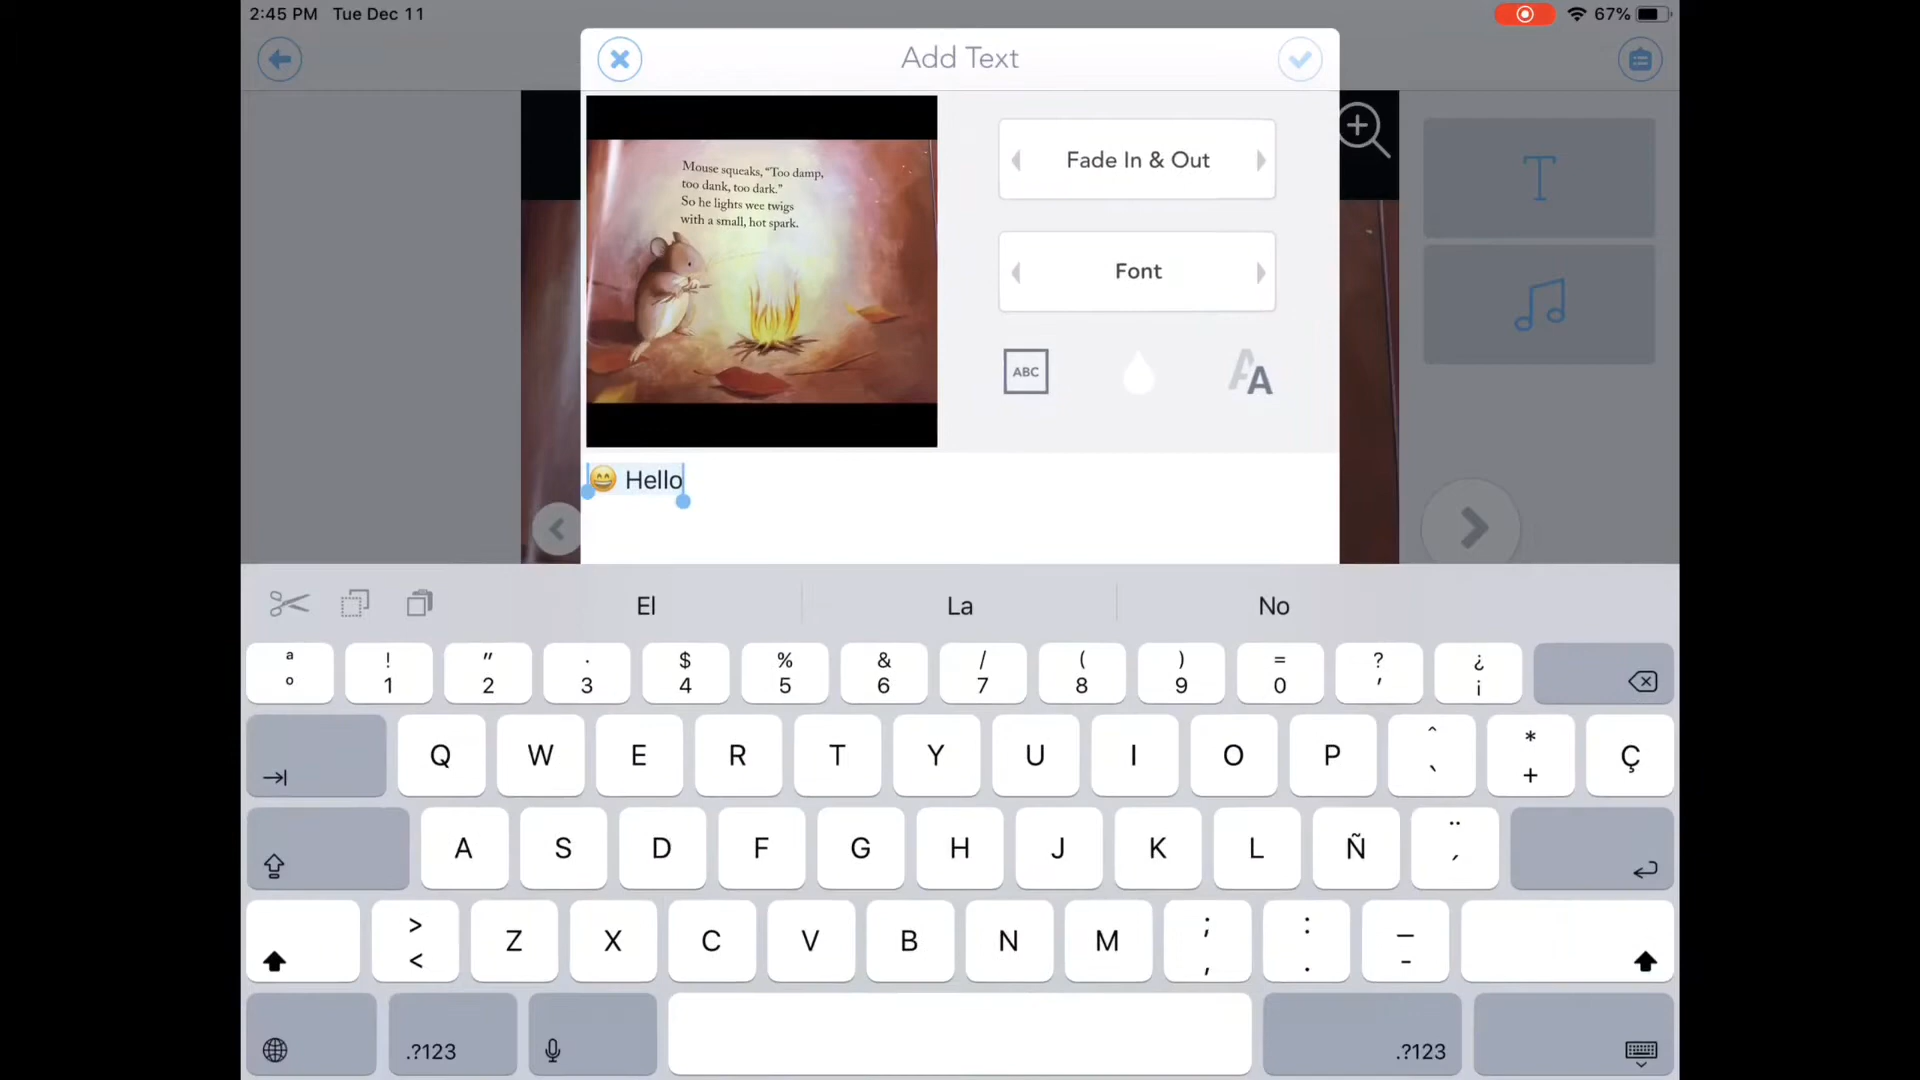 2:45 PM Tue Dec 11
67%
Add Text
Mouse squeaks, "Too damp,
too dank, too dark."
So he lights wee twigs
with a small, hot spark.
Fade In & Out
Font
ABC
A A
T
😄 Hello
El La No
ª ! " · $ % & / ( ) = ? ¿
º 1 2 3 4 5 6 7 8 9 0 ' ¡
Q W E R T Y U I O P ^ ` * + Ç
A S D F G H J K L Ñ ¨ ´
> < Z X C V B N M ; , : . _ -
.?123 .?123